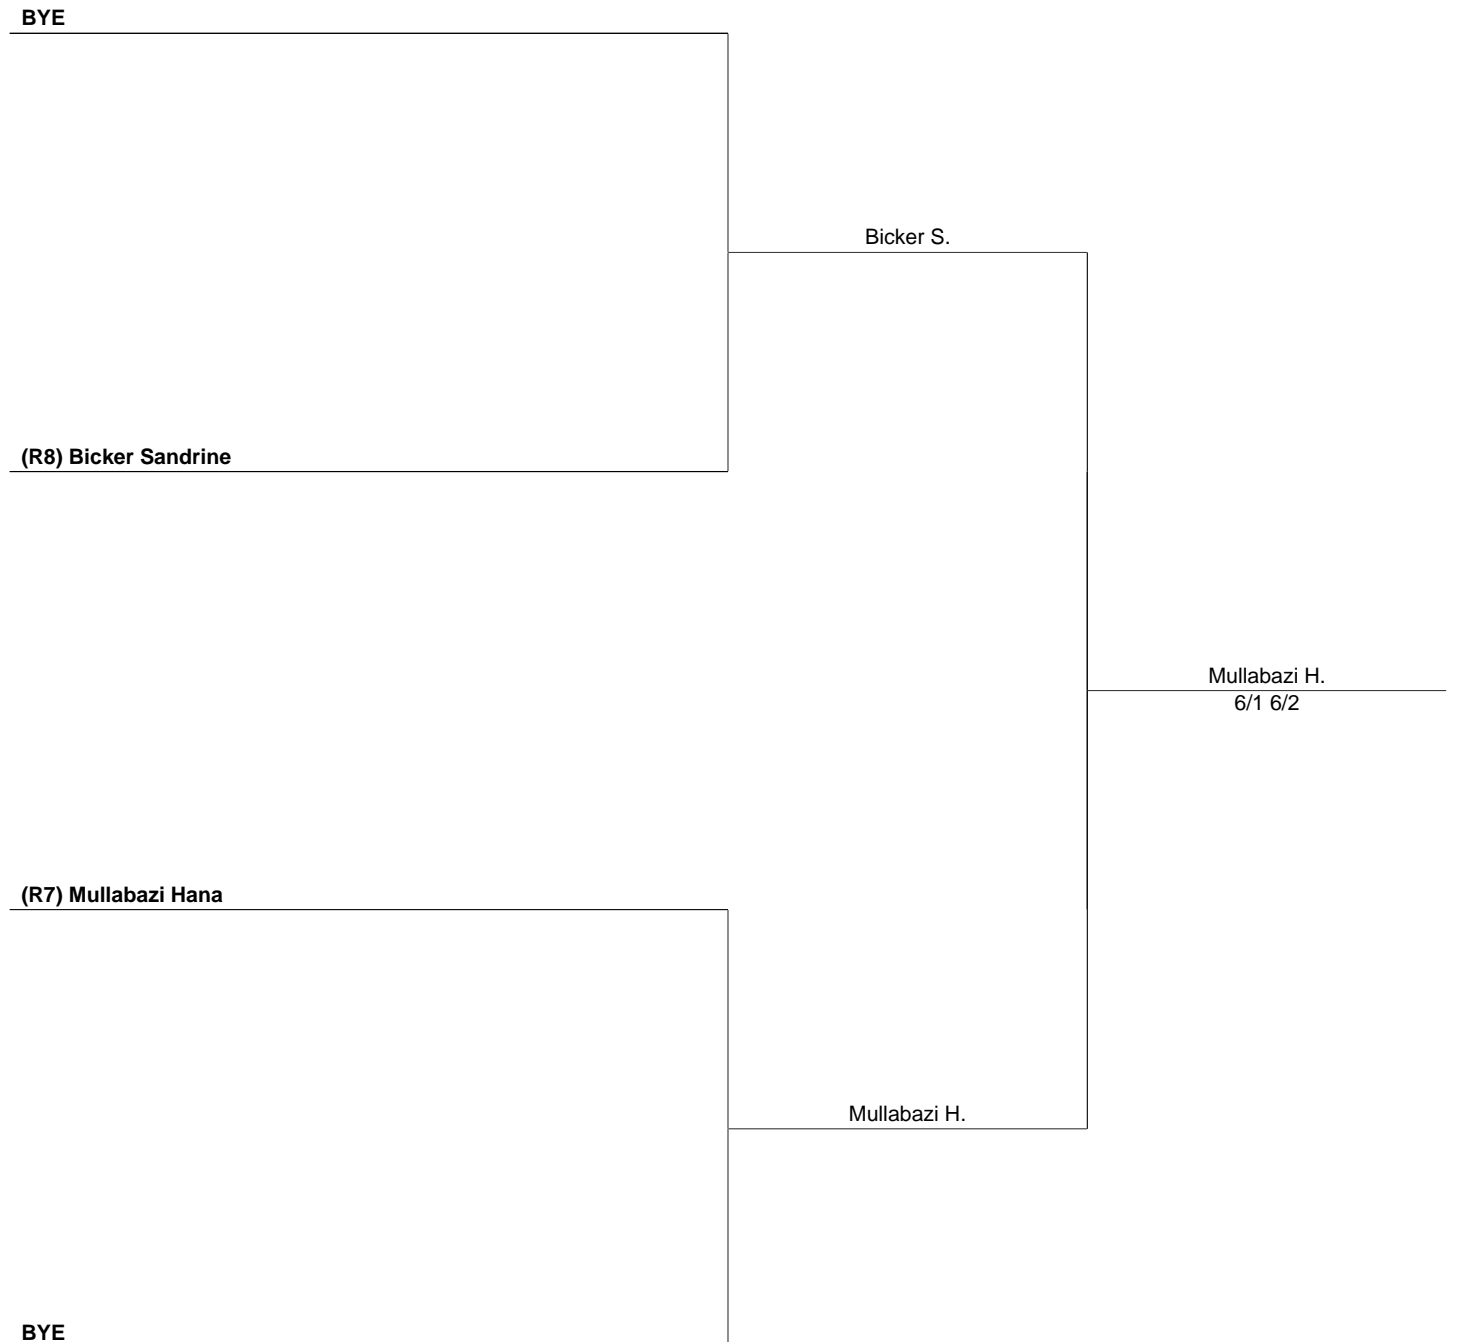 BYE
Bicker S.
(R8) Bicker Sandrine
Mullabazi H.
6/1 6/2
(R7) Mullabazi Hana
Mullabazi H.
BYE